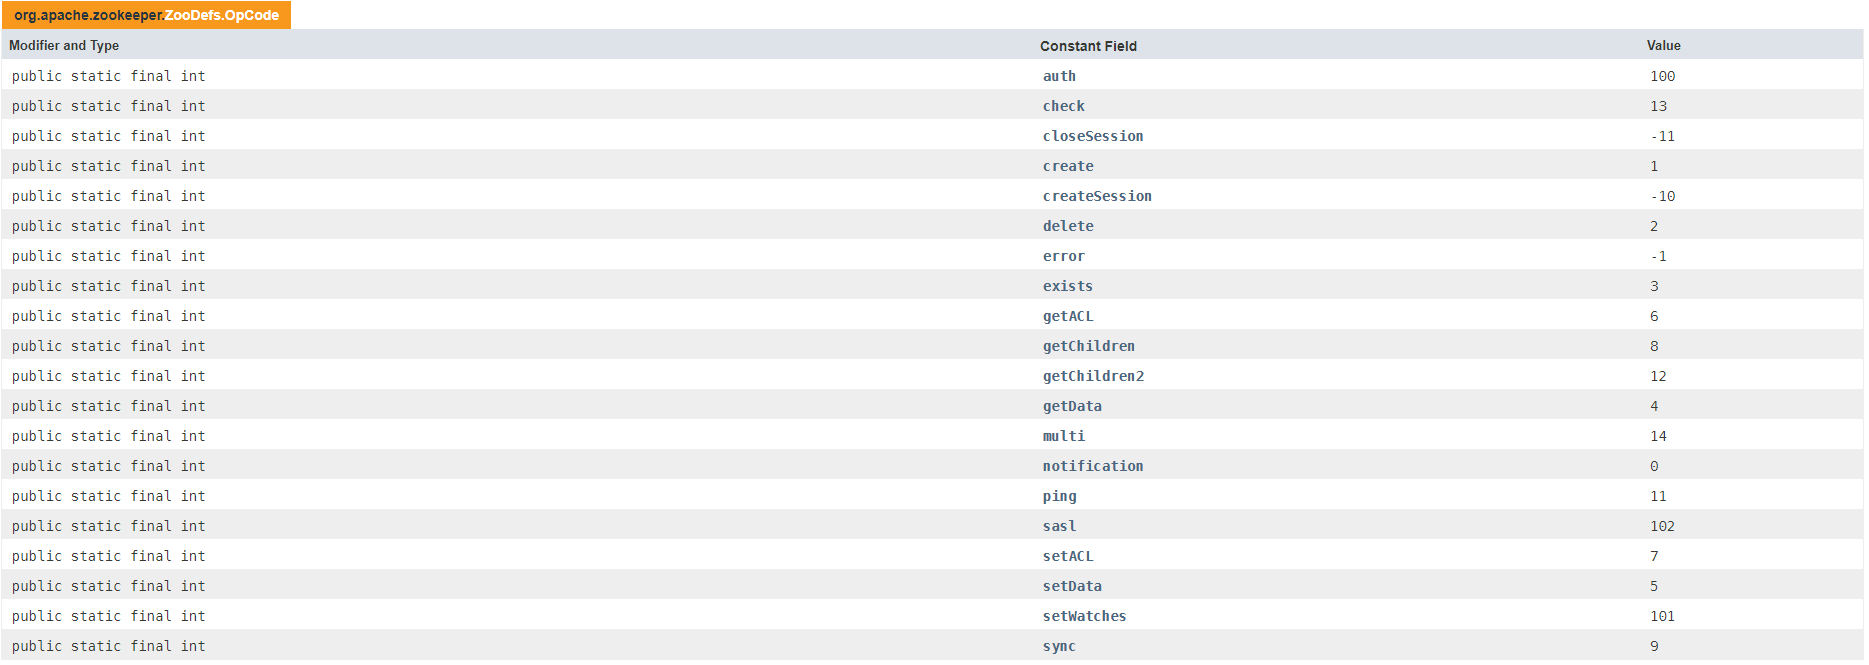 org.apache.zookeeper.ZooDefs.OpCode
Modifier and Type Constant Field Value
public static final int auth 100
public static final int check 13
public static final int closeSession -11
public static final int create 1
public static final int createSession -10
public static final int delete 2
public static final int error -1
public static final int exists 3
public static final int getACL 6
public static final int getChildren 8
public static final int getChildren2 12
public static final int getData 4
public static final int multi 14
public static final int notification 0
public static final int ping 11
public static final int sasl 102
public static final int setACL 7
public static final int setData 5
public static final int setWatches 101
public static final int sync 9